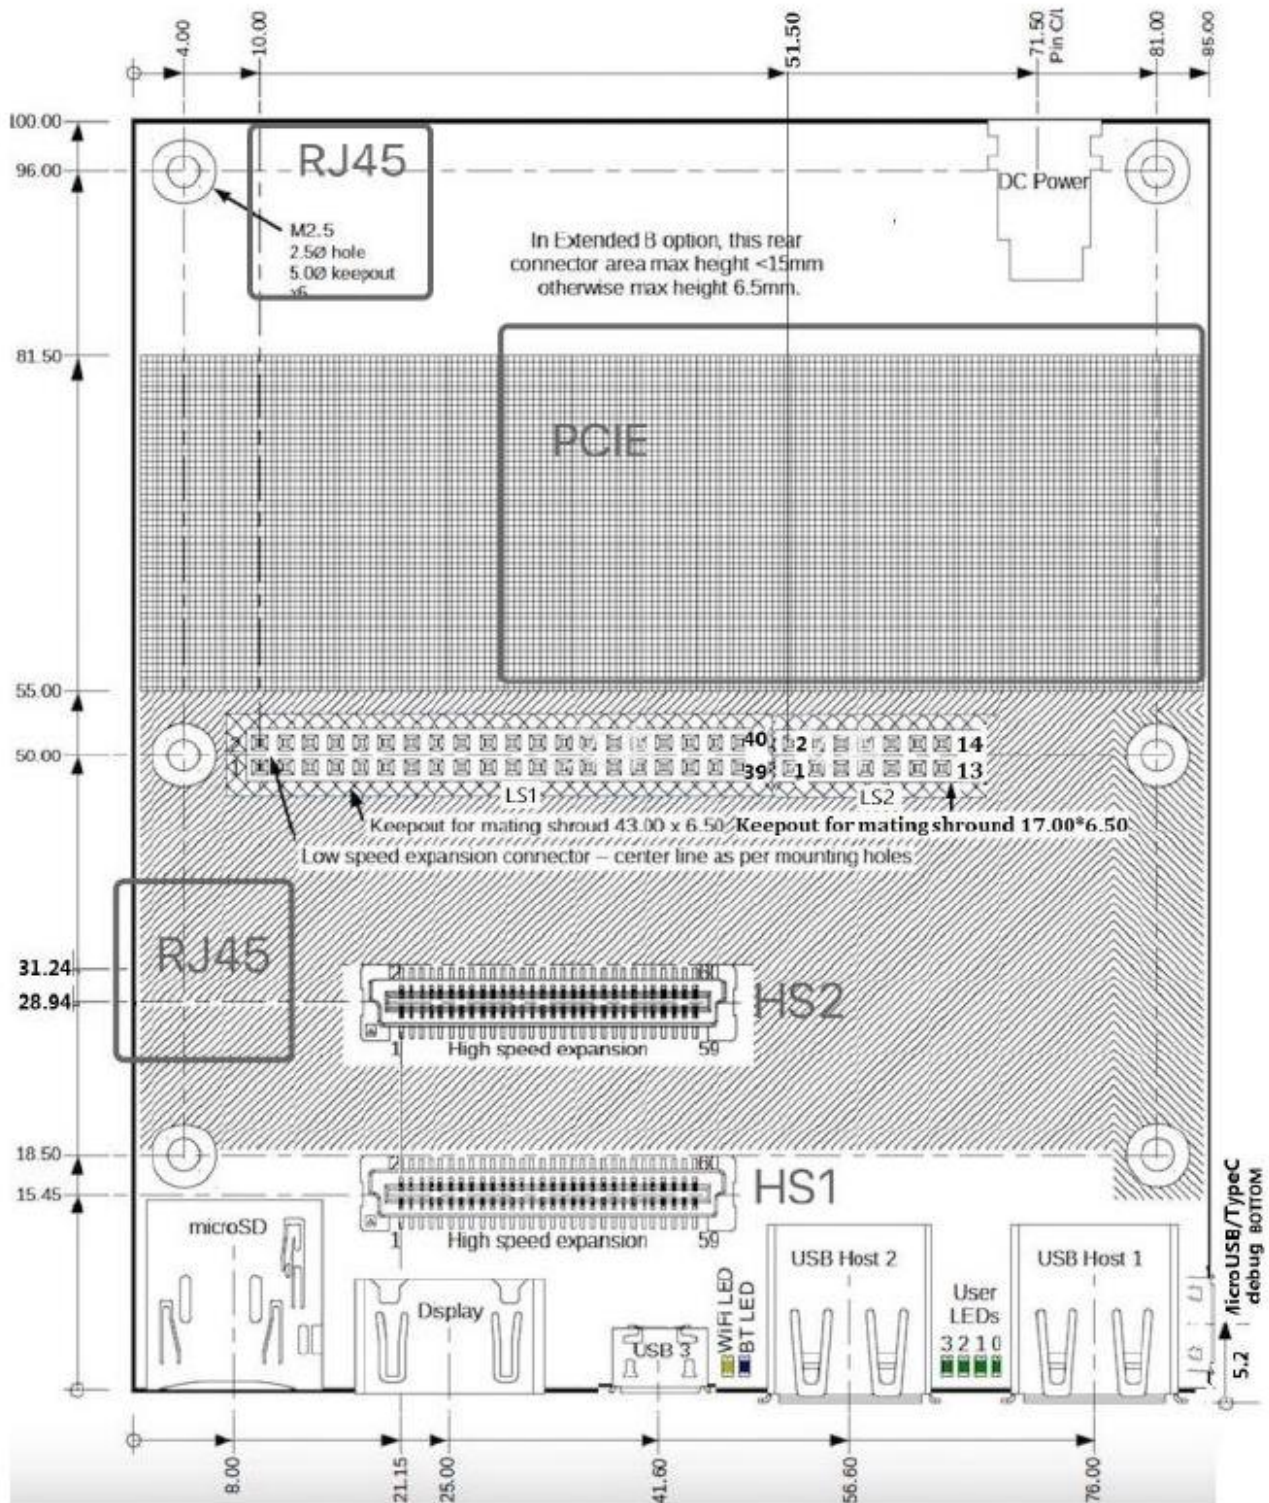 4.00
10.00
51.50
71.50
Pin C/l
81.00
85.00
100.00
96.00
RJ45
DC Power
M2.5
2.5Ø hole
5.0Ø keepout
x6
In Extended B option, this rear
connector area max height <15mm
otherwise max height 6.5mm.
81.50
PCIE
55.00
50.00
2
40
2
14
1
39
1
13
LS1
LS2
Keepout for mating shroud 43.00 x 6.50
Keepout for mating shround 17.00*6.50
Low speed expansion connector – center line as per mounting holes
RJ45
31.24
28.94
60
HS2
1
High speed expansion
59
18.50
15.45
60
HS1
1
High speed expansion
59
microSD
Display
USB 3
WiFi LED
BT LED
USB Host 2
User
LEDs
3 2 1 0
USB Host 1
MicroUSB/TypeC
debug BOTTOM
5.2
8.00
21.15
25.00
41.60
56.60
76.00